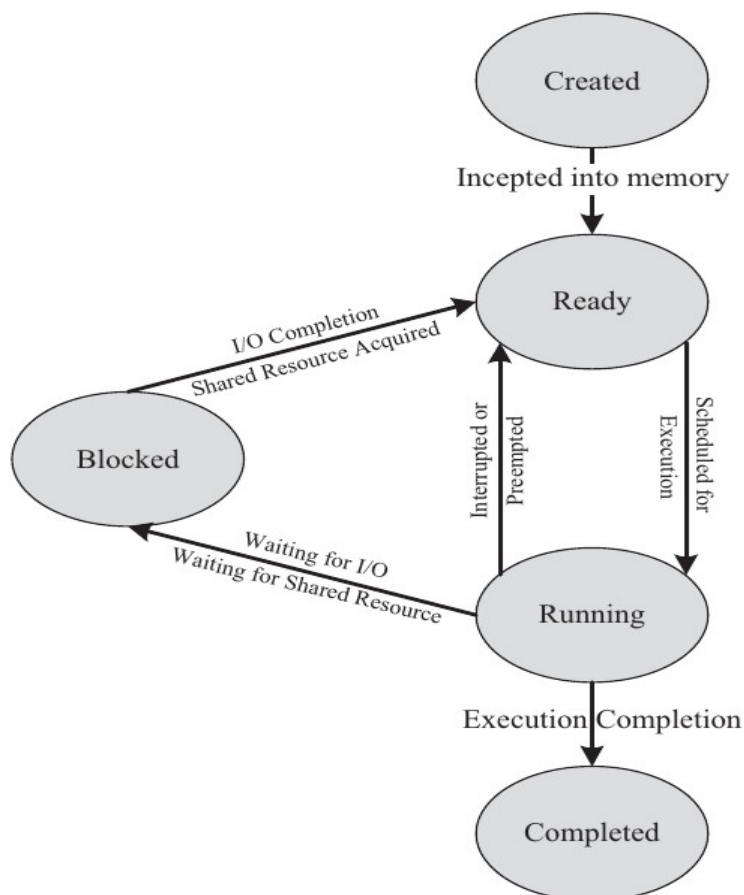 Created
Incepted into memory
Ready
I/O Completion
Shared Resource Acquired
Blocked
Interrupted or
Preempted
Scheduled for
Execution
Waiting for I/O
Waiting for Shared Resource
Running
Execution Completion
Completed